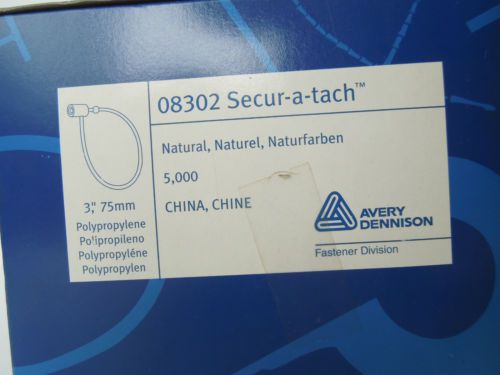 08302 Secur-a-tach™
Natural, Naturel, Naturfarben
5,000
CHINA, CHINE
3," 75mm
Polypropylene
Polipropileno
Polypropyléne
Polypropylen
AVERY
DENNISON
Fastener Division